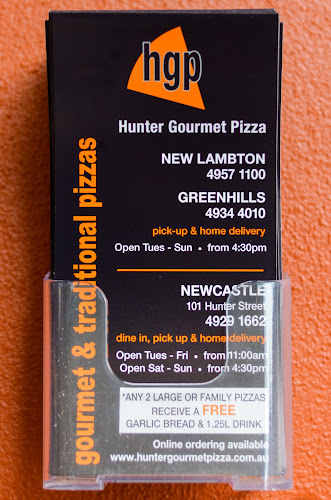 hgp
Hunter Gourmet Pizza
gourmet & traditional pizzas
NEW LAMBTON
4957 1100
GREENHILLS
4934 4010
pick-up & home delivery
Open Tues - Sun • from 4:30pm
NEWCASTLE
101 Hunter Street
4929 1662
dine in, pick up & home delivery
Open Tues - Fri • from 11:00am
Open Sat - Sun • from 4:30pm
*ANY 2 LARGE OR FAMILY PIZZAS
RECEIVE A FREE
GARLIC BREAD & 1.25L DRINK
Online ordering available
www.huntergourmetpizza.com.au